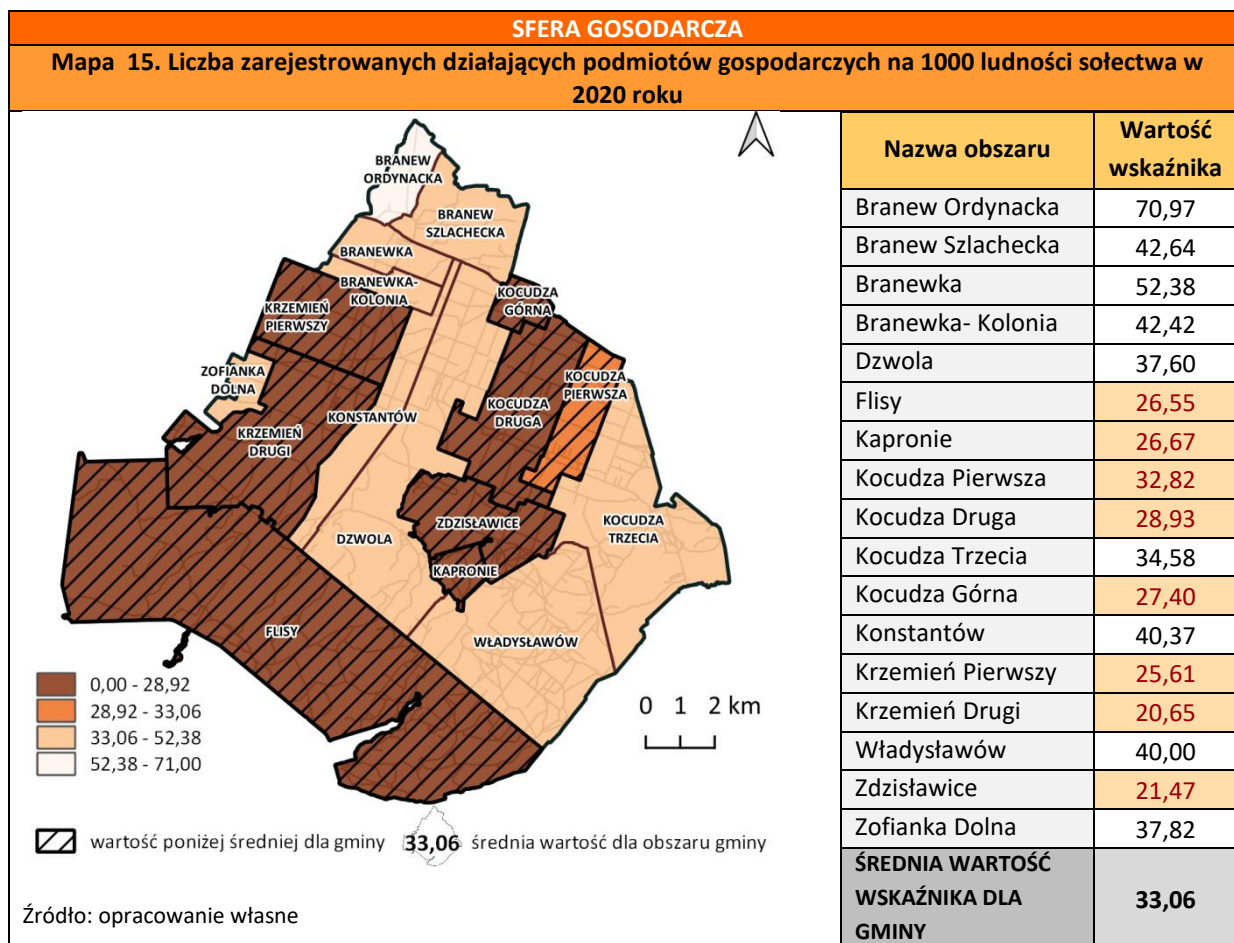 SFERA GOSODARCZA
Mapa 15. Liczba zarejestrowanych działających podmiotów gospodarczych na 1000 ludności sołectwa w
2020 roku
BRANEW
ORDYNACKA
BRANEW
SZLACHECKA
BRANEWKA
BRANEWKA-
KOLONIA
KOCUDZA
GÓRNA
KRZEMIEŃ
PIERWSZY
ZOFIANKA
DOLNA
KOCUDZA
PIERWSZA
KONSTANTÓW
KOCUDZA
DRUGA
KRZEMIEŃ
DRUGI
ZDZISŁAWICE
KOCUDZA
TRZECIA
DZWOLA
KAPRONIE
FLISY
WŁADYSŁAWÓW
0,00 - 28,92
28,92 - 33,06
33,06 - 52,38
52,38 - 71,00
0 1 2 km
wartość poniżej średniej dla gminy
33,06 średnia wartość dla obszaru gminy
Źródło: opracowanie własne
Nazwa obszaru
Wartość
wskaźnika
Branew Ordynacka 70,97
Branew Szlachecka 42,64
Branewka 52,38
Branewka- Kolonia 42,42
Dzwola 37,60
Flisy 26,55
Kapronie 26,67
Kocudza Pierwsza 32,82
Kocudza Druga 28,93
Kocudza Trzecia 34,58
Kocudza Górna 27,40
Konstantów 40,37
Krzemień Pierwszy 25,61
Krzemień Drugi 20,65
Władysławów 40,00
Zdzisławice 21,47
Zofianka Dolna 37,82
ŚREDNIA WARTOŚĆ
WSKAŹNIKA DLA
GMINY
33,06